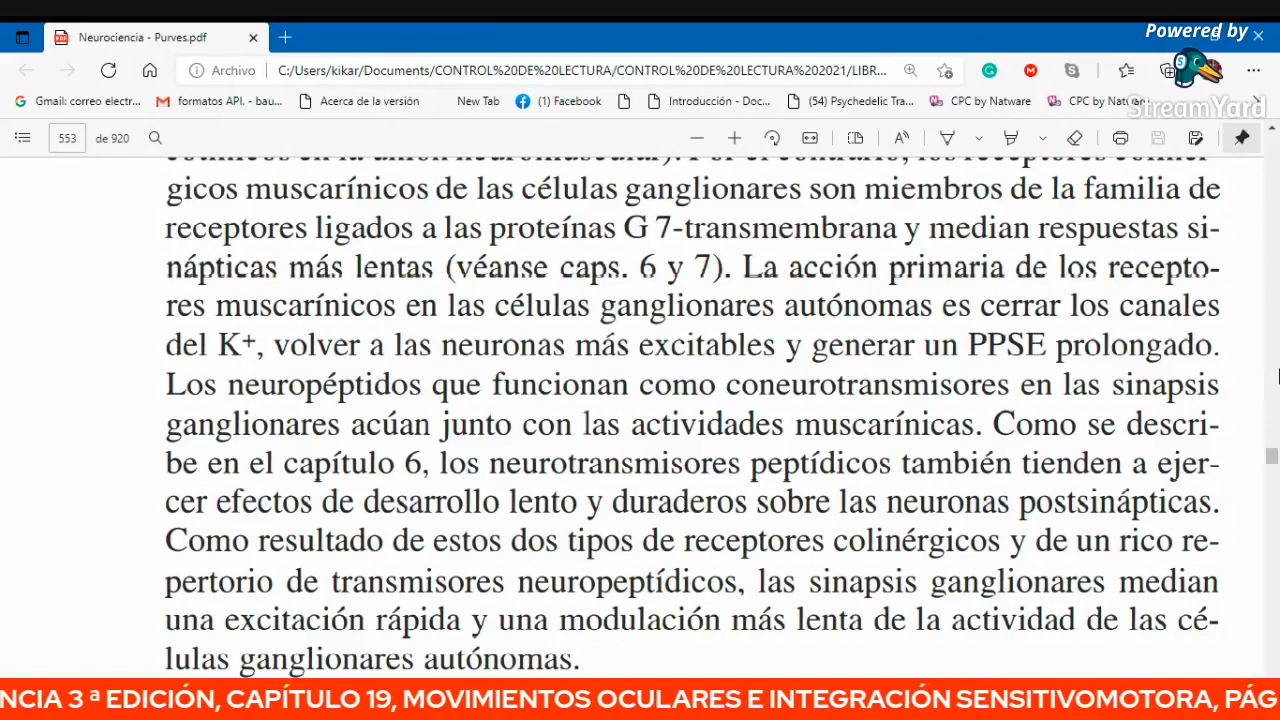 Powered by
Neurociencia - Purves.pdf
Archivo
C:/Users/kikar/Documents/CONTROL%20DE%20LECTURA/CONTROL%20DE%20LECTURA%202021/LIBR...
Gmail: correo electr...
formatos API. - bau...
Acerca de la versión
New Tab
(1) Facebook
Introducción - Doc...
(54) Psychedelic Tra...
CPC by Natware
CPC by Natware
StreamYard
553 de 920
gicos muscarínicos de las células ganglionares son miembros de la familia de
receptores ligados a las proteínas G 7-transmembrana y median respuestas si-
nápticas más lentas (véanse caps. 6 y 7). La acción primaria de los recepto-
res muscarínicos en las células ganglionares autónomas es cerrar los canales
del K+, volver a las neuronas más excitables y generar un PPSE prolongado.
Los neuropéptidos que funcionan como coneurotransmisores en las sinapsis
ganglionares acúan junto con las actividades muscarínicas. Como se descri-
be en el capítulo 6, los neurotransmisores peptídicos también tienden a ejer-
cer efectos de desarrollo lento y duraderos sobre las neuronas postsinápticas.
Como resultado de estos dos tipos de receptores colinérgicos y de un rico re-
pertorio de transmisores neuropeptídicos, las sinapsis ganglionares median
una excitación rápida y una modulación más lenta de la actividad de las cé-
lulas ganglionares autónomas.
NCIA 3 ª EDICIÓN, CAPÍTULO 19, MOVIMIENTOS OCULARES E INTEGRACIÓN SENSITIVOMOTORA, PÁG